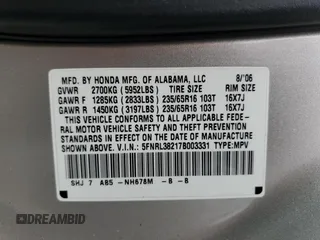 MFD. BY HONDA MFG. OF ALABAMA, LLC 8/'06
GVWR 2700KG (5952LBS) TIRE SIZE RIM SIZE
GAWR F 1285KG (2833LBS) 235/65R16 103T 16X7J
GAWR R 1450KG (3197LBS) 235/65R16 103T 16X7J
THIS VEHICLE CONFORMS TO ALL APPLICABLE FEDE-
RAL MOTOR VEHICLE SAFETY AND THEFT PREVENTION
STANDARDS IN EFFECT ON THE DATE OF MANUFACTURE
SHOWN ABOVE. V.I.N.: 5FNRL38217B003331 TYPE:MPV
SHJ 7 AB5 -NH678M -B -B
DREAMBID